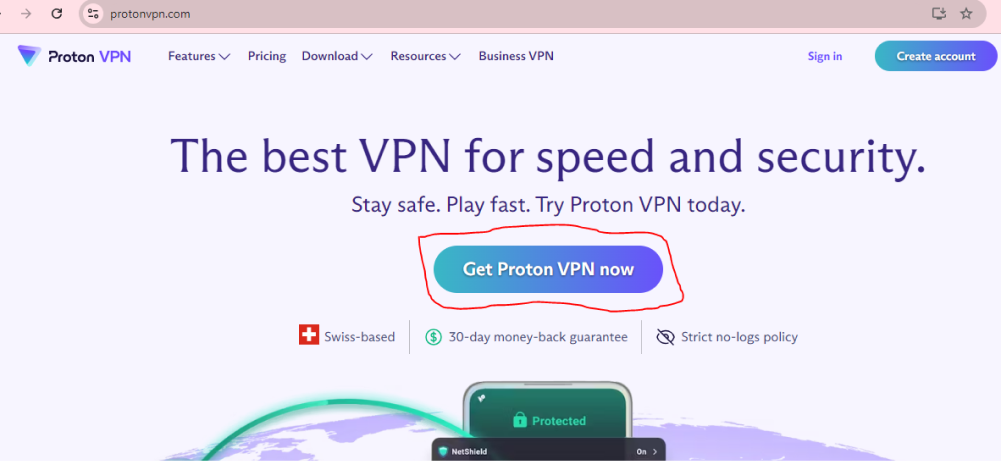 protonvpn.com
Proton VPN Features Pricing Download Resources Business VPN Sign in Create account
The best VPN for speed and security.
Stay safe. Play fast. Try Proton VPN today.
Get Proton VPN now
Swiss-based 30-day money-back guarantee Strict no-logs policy
Protected
NetShield On